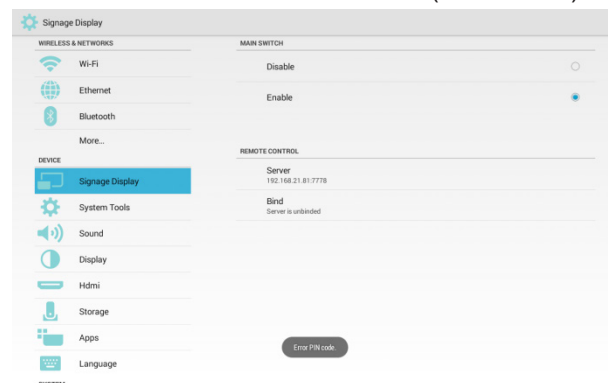 Signage Display
WIRELESS & NETWORKS
Wi-Fi
Ethernet
Bluetooth
More...
DEVICE
Signage Display
System Tools
Sound
Display
Hdmi
Storage
Apps
Language
MAIN SWITCH
Disable
Enable
REMOTE CONTROL
Server
192.168.21.81:7778
Bind
Server is unbinded
Error PIN code.